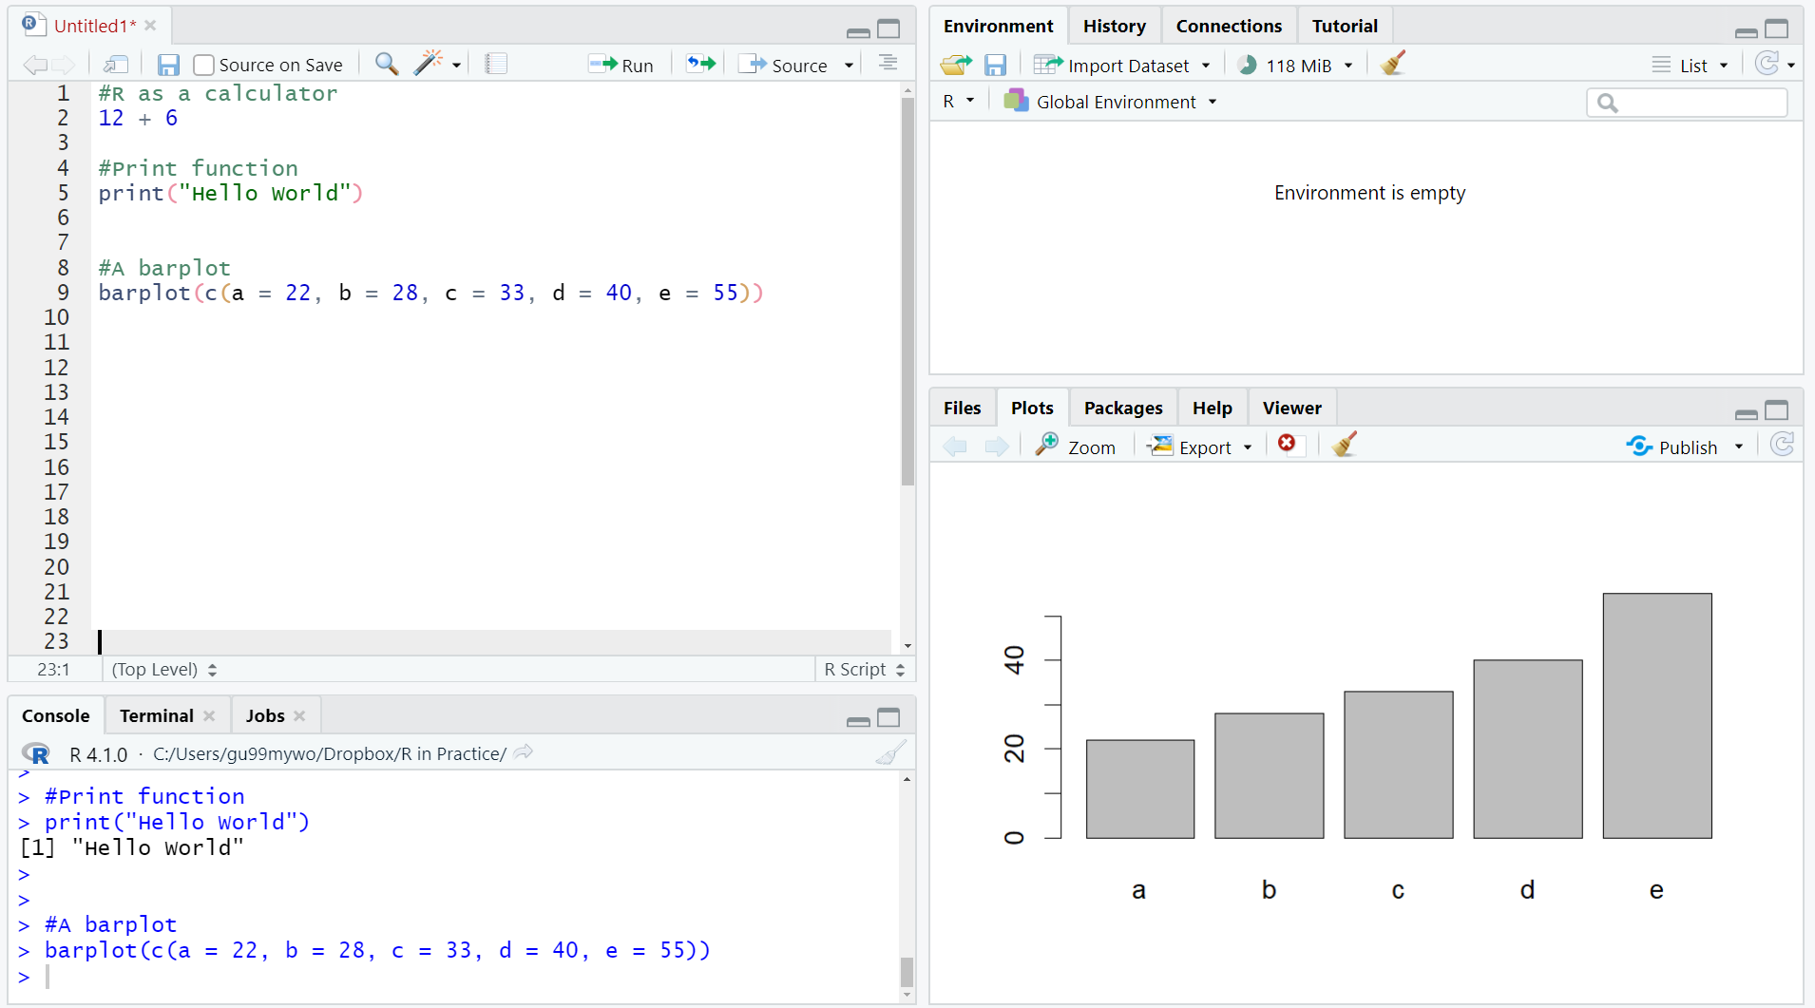 Untitled1*
Source on Save
Run
Source
1 #R as a calculator
2 12 + 6
3
4 #Print function
5 print("Hello World")
6
7
8 #A barplot
9 barplot(c(a = 22, b = 28, c = 33, d = 40, e = 55))
10
11
12
13
14
15
16
17
18
19
20
21
22
23
23:1 (Top Level) R Script
Console Terminal Jobs
R 4.1.0 · C:/Users/gu99mywo/Dropbox/R in Practice/
>
> #Print function
> print("Hello World")
[1] "Hello World"
>
>
> #A barplot
> barplot(c(a = 22, b = 28, c = 33, d = 40, e = 55))
>
Environment History Connections Tutorial
Import Dataset 118 MiB List
R Global Environment
Environment is empty
Files Plots Packages Help Viewer
Zoom Export Publish
40
20
0
a b c d e